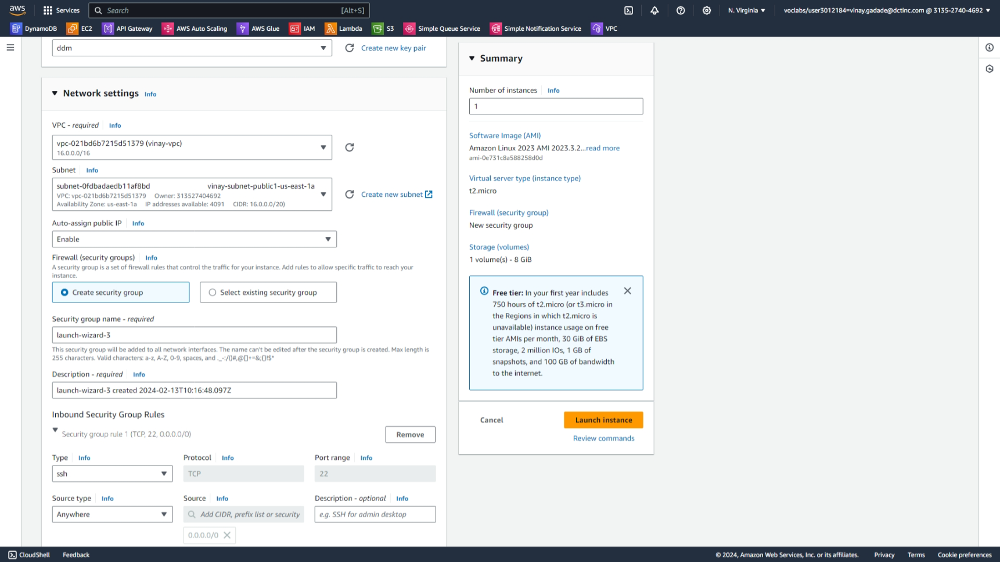 aws
Services
Search
[Alt+S]
N. Virginia
voclabs/user3012184=vinay.gadade@dctinc.com @ 3135-2740-4692
DynamoDB
EC2
API Gateway
AWS Auto Scaling
AWS Glue
IAM
Lambda
S3
Simple Queue Service
Simple Notification Service
VPC
ddm
Create new key pair
Network settings Info
VPC - required Info
vpc-021bd6b7215d51379 (vinay-vpc)
16.0.0.0/16
Subnet Info
subnet-0fdbadaedb11af8bd vinay-subnet-public1-us-east-1a
VPC: vpc-021bd6b7215d51379 Owner: 313527404692
Availability Zone: us-east-1a IP addresses available: 4091 CIDR: 16.0.0.0/20)
Create new subnet
Auto-assign public IP Info
Enable
Firewall (security groups) Info
A security group is a set of firewall rules that control the traffic for your instance. Add rules to allow specific traffic to reach your
instance.
Create security group
Select existing security group
Security group name - required
launch-wizard-3
This security group will be added to all network interfaces. The name can't be edited after the security group is created. Max length is
255 characters. Valid characters: a-z, A-Z, 0-9, spaces, and ._-:/()#,@[]+=&;{}!$*
Description - required Info
launch-wizard-3 created 2024-02-13T10:16:48.097Z
Inbound Security Group Rules
Security group rule 1 (TCP, 22, 0.0.0.0/0)
Remove
Type Info
Protocol Info
Port range Info
ssh
TCP
22
Source type Info
Source Info
Description - optional Info
Anywhere
Add CIDR, prefix list or security
e.g. SSH for admin desktop
0.0.0.0/0
Summary
Number of instances Info
1
Software Image (AMI)
Amazon Linux 2023 AMI 2023.3.2...read more
ami-0e731c8a588258d0d
Virtual server type (instance type)
t2.micro
Firewall (security group)
New security group
Storage (volumes)
1 volume(s) - 8 GiB
Free tier: In your first year includes
750 hours of t2.micro (or t3.micro in
the Regions in which t2.micro is
unavailable) instance usage on free
tier AMIs per month, 30 GiB of EBS
storage, 2 million IOs, 1 GB of
snapshots, and 100 GB of bandwidth
to the internet.
Cancel
Launch instance
Review commands
CloudShell
Feedback
© 2024, Amazon Web Services, Inc. or its affiliates.
Privacy
Terms
Cookie preferences